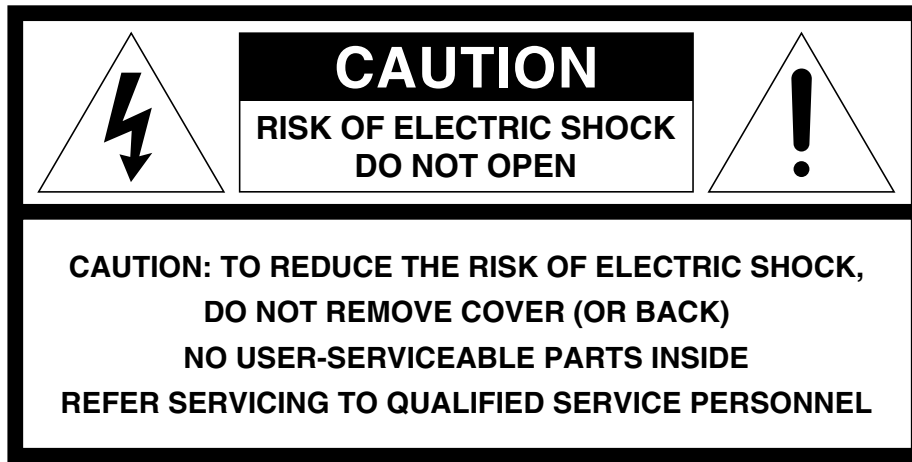 CAUTION
RISK OF ELECTRIC SHOCK
DO NOT OPEN
CAUTION: TO REDUCE THE RISK OF ELECTRIC SHOCK,
DO NOT REMOVE COVER (OR BACK)
NO USER-SERVICEABLE PARTS INSIDE
REFER SERVICING TO QUALIFIED SERVICE PERSONNEL